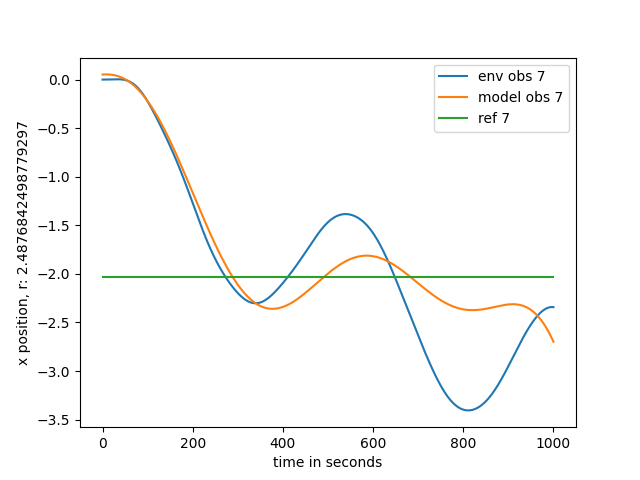 env obs 7
model obs 7
ref 7
0.0
−0.5
−1.0
−1.5
−2.0
−2.5
−3.0
−3.5
x position, r: 2.4876842498779297
0 200 400 600 800 1000
time in seconds